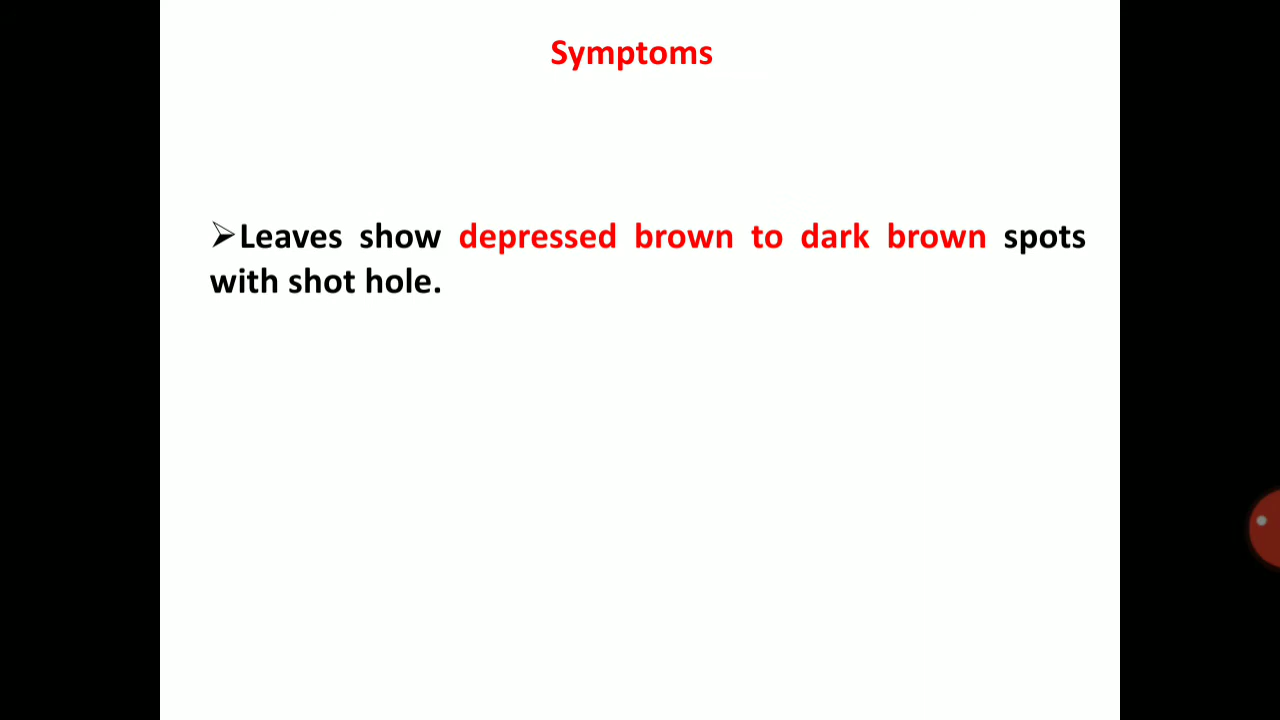 Symptoms
➢Leaves show depressed brown to dark brown spots
with shot hole.